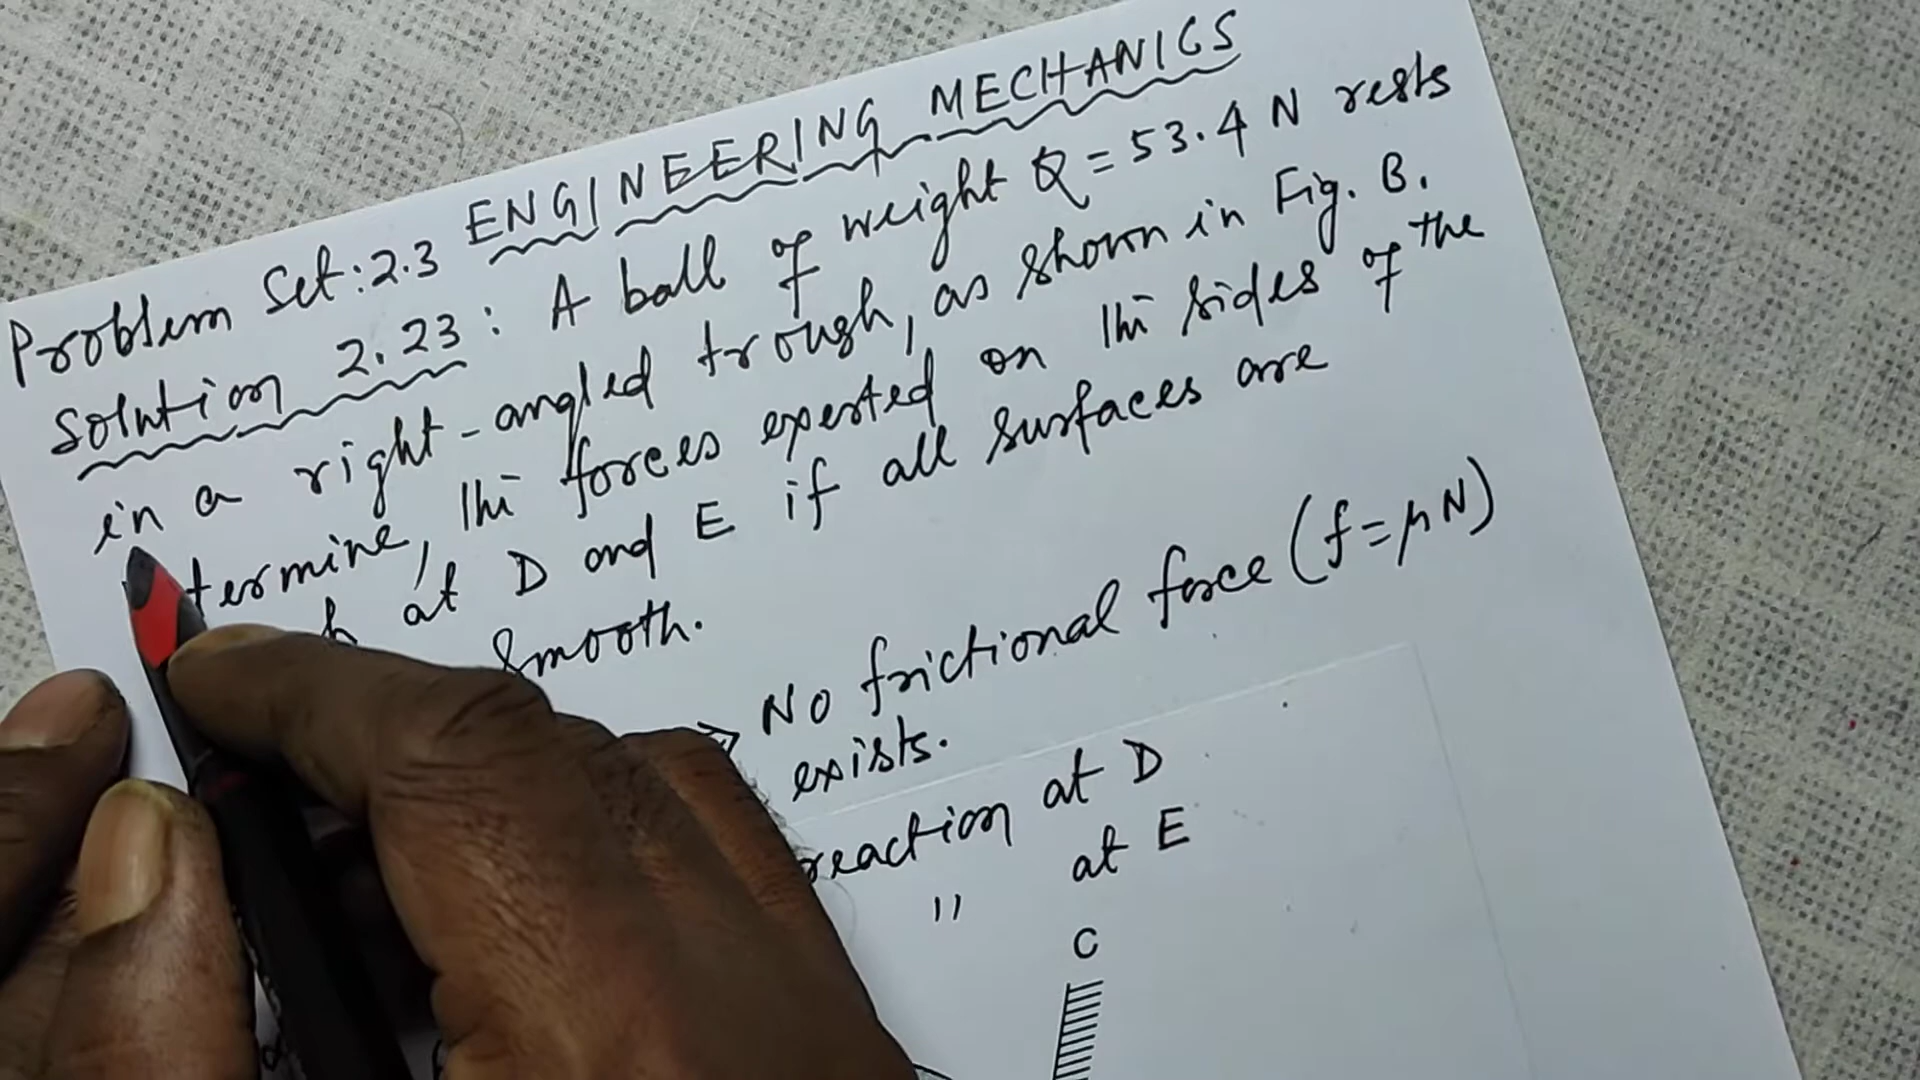 ENGINEERING MECHANICS
Problem Set: 2.3
Solution 2.23: A ball of weight Q = 53.4 N rests
in a right-angled trough, as shown in Fig. B.
termine, the forces exerted on the sides of the
at D and E if all surfaces are
smooth.
No frictional force (f = μN)
exists.
reaction at D
" at E
C